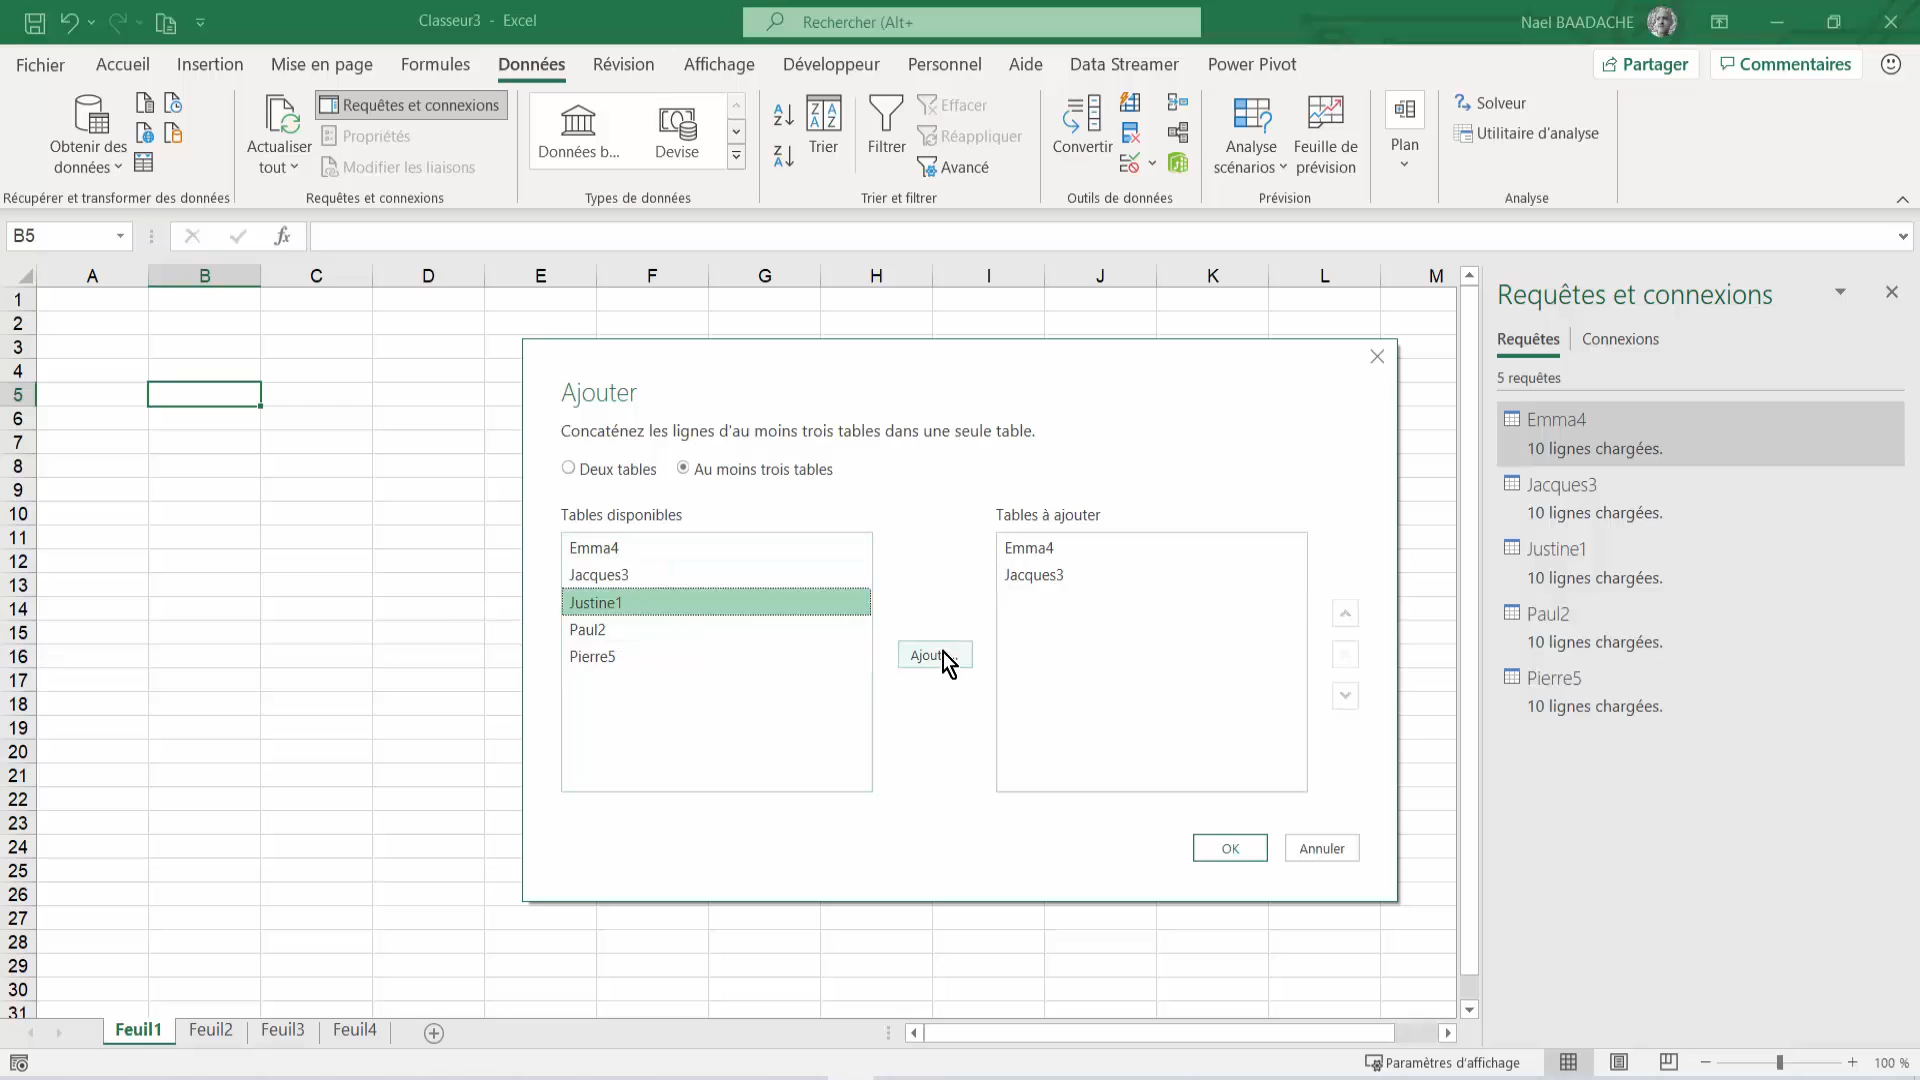 Classeur3 - Excel
Rechercher (Alt+
Nael BAADACHE
Fichier Accueil Insertion Mise en page Formules Données Révision Affichage Développeur Personnel Aide Data Streamer Power Pivot
Partager
Commentaires
Obtenir des données
Récupérer et transformer des données
Actualiser tout
Requêtes et connexions
Propriétés
Modifier les liaisons
Requêtes et connexions
Données b...
Devise
Types de données
Trier
Filtrer
Effacer
Réappliquer
Avancé
Trier et filtrer
Convertir
Outils de données
Analyse scénarios
Feuille de prévision
Prévision
Plan
Solveur
Utilitaire d'analyse
Analyse
B5
fx
A B C D E F G H I J K L M
1
2
3
4
5
6
7
8
9
10
11
12
13
14
15
16
17
18
19
20
21
22
23
24
25
26
27
28
29
30
31
Ajouter
Concaténez les lignes d'au moins trois tables dans une seule table.
Deux tables
Au moins trois tables
Tables disponibles
Emma4
Jacques3
Justine1
Paul2
Pierre5
Tables à ajouter
Emma4
Jacques3
OK
Annuler
Requêtes et connexions
Requêtes
Connexions
5 requêtes
Emma4
10 lignes chargées.
Jacques3
10 lignes chargées.
Justine1
10 lignes chargées.
Paul2
10 lignes chargées.
Pierre5
10 lignes chargées.
Feuil1 Feuil2 Feuil3 Feuil4
Paramètres d'affichage
100 %